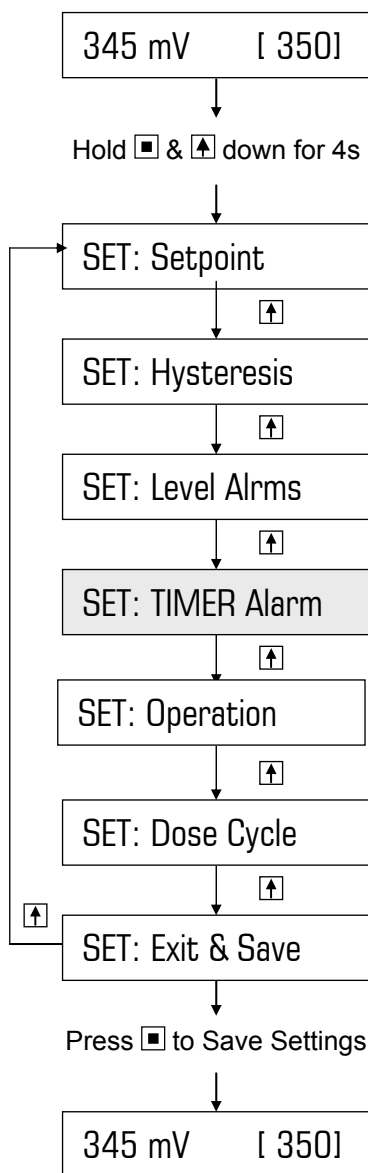 345 mV [ 350]
Hold & down for 4s
SET: Setpoint
SET: Hysteresis
SET: Level Alrms
SET: TIMER Alarm
SET: Operation
SET: Dose Cycle
SET: Exit & Save
Press to Save Settings
345 mV [ 350]